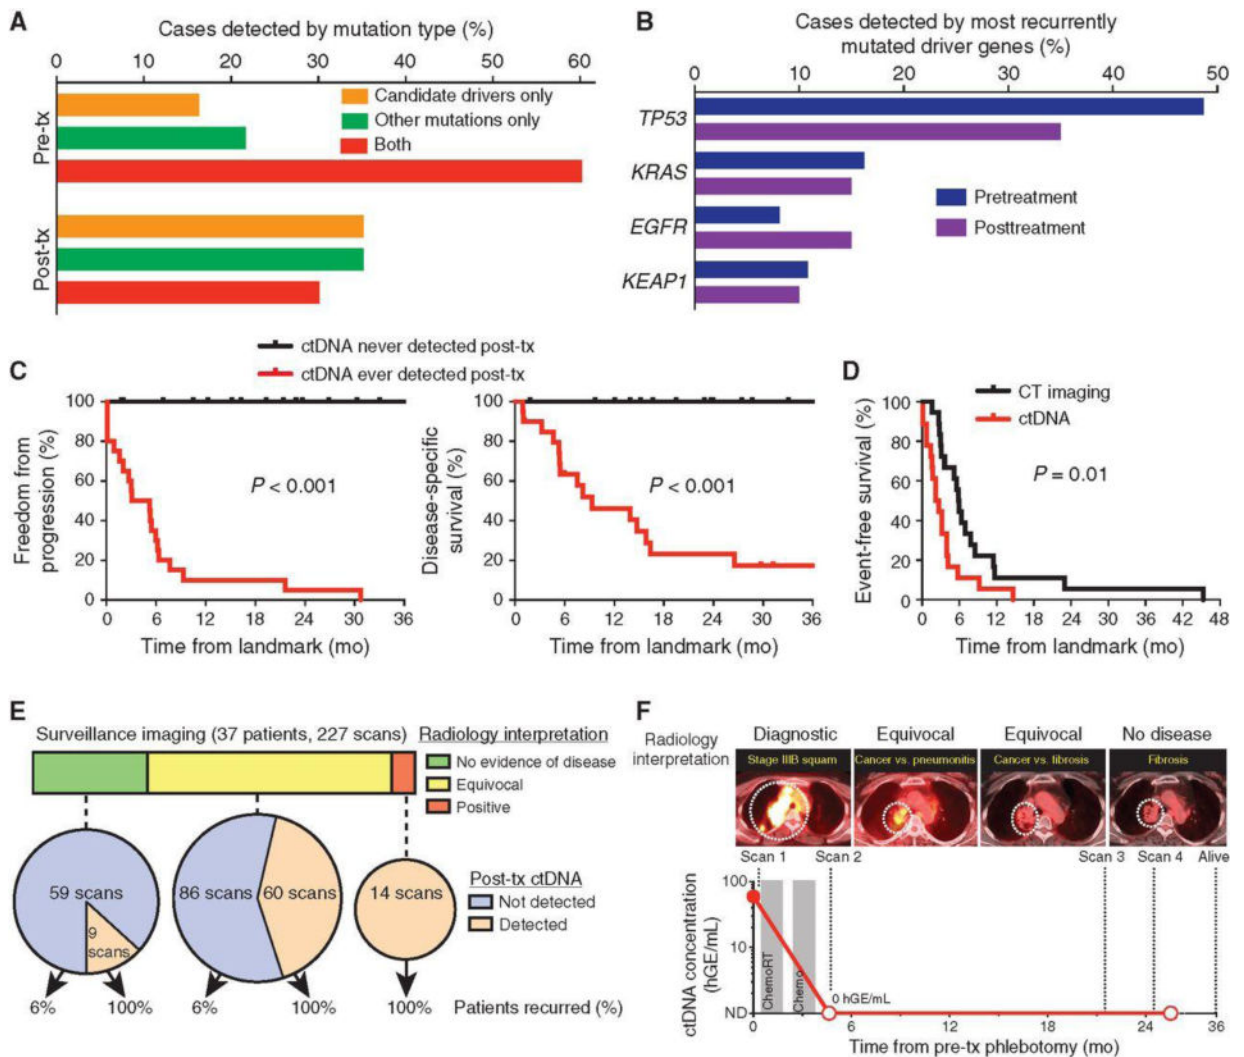 A
Cases detected by mutation type (%)
0 10 20 30 40 50 60
Candidate drivers only
Other mutations only
Both
Pre-tx
Post-tx
B
Cases detected by most recurrently
mutated driver genes (%)
0 10 20 30 40 50
TP53
KRAS
EGFR
KEAP1
Pretreatment
Posttreatment
ctDNA never detected post-tx
ctDNA ever detected post-tx
C
Freedom from
progression (%)
100
80
60
40
20
0
P < 0.001
0 6 12 18 24 30 36
Time from landmark (mo)
Disease-specific
survival (%)
100
80
60
40
20
0
P < 0.001
0 6 12 18 24 30 36
Time from landmark (mo)
D
CT imaging
ctDNA
Event-free survival (%)
100
80
60
40
20
0
P = 0.01
0 6 12 18 24 30 36 42 48
Time from landmark (mo)
E
Surveillance imaging (37 patients, 227 scans)
Radiology interpretation
No evidence of disease
Equivocal
Positive
59 scans
9
scans
86 scans
60 scans
14 scans
Post-tx ctDNA
Not detected
Detected
6% 100% 6% 100% 100%
Patients recurred (%)
F
Radiology
interpretation
Diagnostic Equivocal Equivocal No disease
Stage IIIB squam Cancer vs. pneumonitis Cancer vs. fibrosis Fibrosis
Scan 1 Scan 2 Scan 3 Scan 4 Alive
ctDNA concentration
(hGE/mL)
100
10
ND
ChemoRT
Chemo
0 hGE/mL
0 6 12 18 24 36
Time from pre-tx phlebotomy (mo)